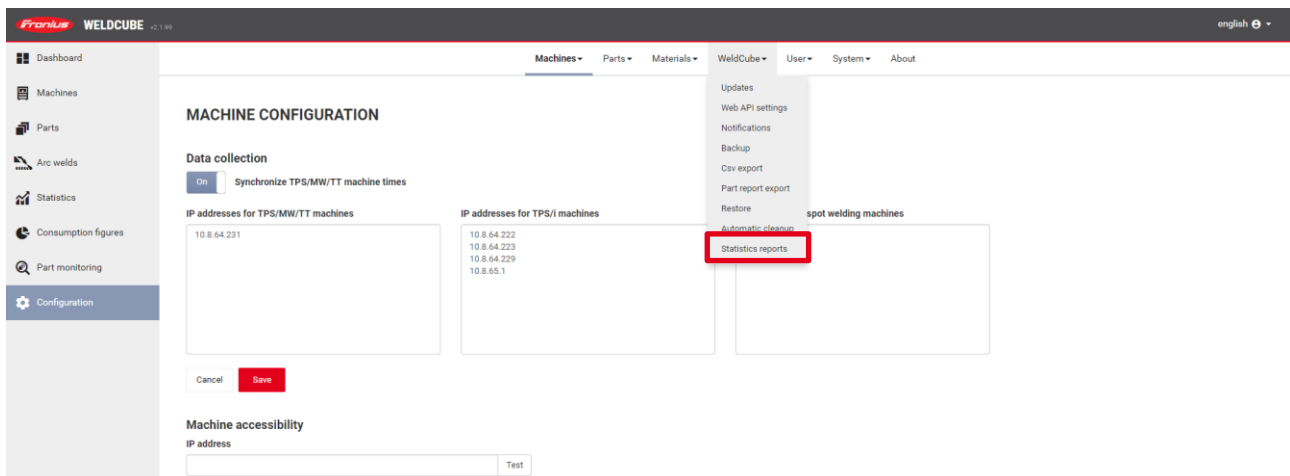 Fronius WELDCUBE v2.1.99
english
Dashboard
Machines
Parts
Arc welds
Statistics
Consumption figures
Part monitoring
Configuration
Machines Parts Materials WeldCube User System About
Updates
Web API settings
Notifications
Backup
Csv export
Part report export
Restore
Automatic cleanup
Statistics reports
MACHINE CONFIGURATION
Data collection
On Synchronize TPS/MW/TT machine times
IP addresses for TPS/MW/TT machines
10.8.64.231
IP addresses for TPS/i machines
10.8.64.222
10.8.64.223
10.8.64.229
10.8.65.1
spot welding machines
Cancel Save
Machine accessibility
IP address
Test